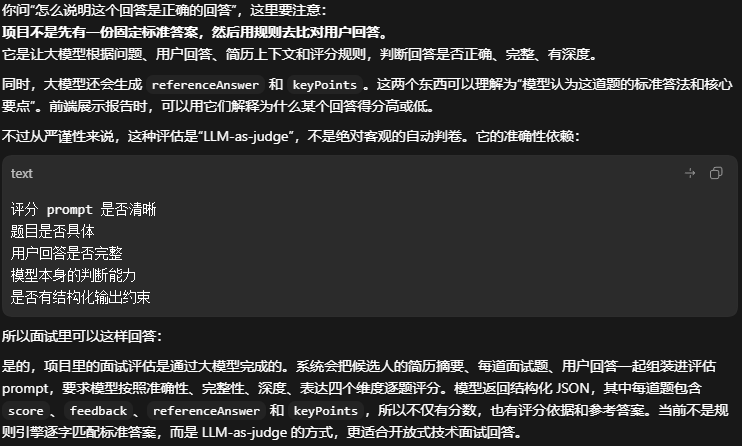 你问“怎么说明这个回答是正确的回答”，这里要注意：
项目不是先有一份固定标准答案，然后用规则去比对用户回答。
它是让大模型根据问题、用户回答、简历上下文和评分规则，判断回答是否正确、完整、有深度。
同时，大模型还会生成 referenceAnswer 和 keyPoints。这两个东西可以理解为“模型认为这道题的标准答法和核心
要点”。前端展示报告时，可以用它们解释为什么某个回答得分高或低。
不过从严谨性来说，这种评估是“LLM-as-judge”，不是绝对客观的自动判卷。它的准确性依赖：
text
评分 prompt 是否清晰
题目是否具体
用户回答是否完整
模型本身的判断能力
是否有结构化输出约束
所以面试里可以这样回答：
是的，项目里的面试评估是通过大模型完成的。系统会把候选人的简历摘要、每道面试题、用户回答一起组装进评估
prompt，要求模型按照准确性、完整性、深度、表达四个维度逐题评分。模型返回结构化 JSON，其中每道题包含
score、feedback、referenceAnswer 和 keyPoints，所以不仅有分数，也有评分依据和参考答案。当前不是规
则引擎逐字匹配标准答案，而是 LLM-as-judge 的方式，更适合开放式技术面试回答。